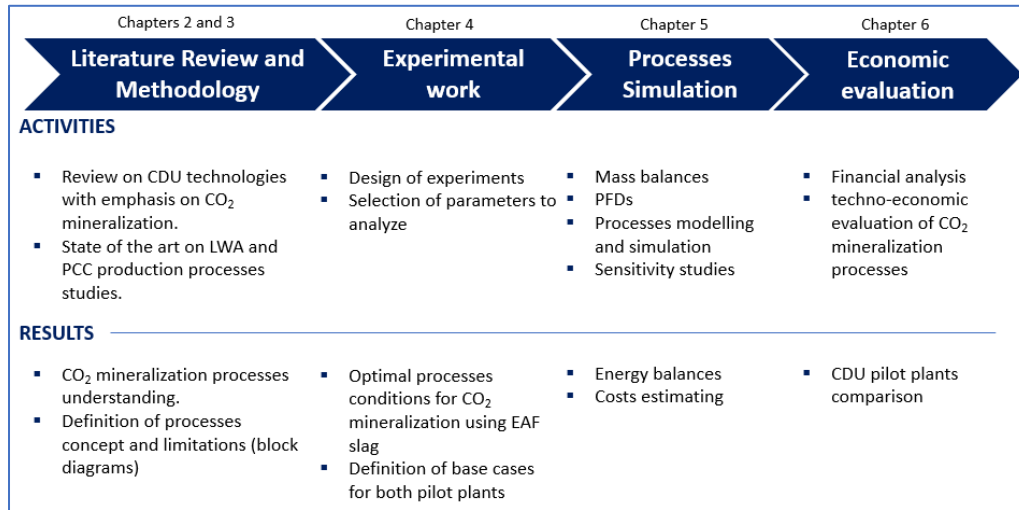 Chapters 2 and 3
Chapter 4
Chapter 5
Chapter 6
Literature Review and
Methodology
Experimental
work
Processes
Simulation
Economic
evaluation
ACTIVITIES
▪ Review on CDU technologies
with emphasis on CO₂
mineralization.
▪ State of the art on LWA and
PCC production processes
studies.
▪ Design of experiments
▪ Selection of parameters to
analyze
▪ Mass balances
▪ PFDs
▪ Processes modelling
and simulation
▪ Sensitivity studies
▪ Financial analysis
▪ techno-economic
evaluation of CO₂
mineralization
processes
RESULTS
▪ CO₂ mineralization processes
understanding.
▪ Definition of processes
concept and limitations (block
diagrams)
▪ Optimal processes
conditions for CO₂
mineralization using EAF
slag
▪ Definition of base cases
for both pilot plants
▪ Energy balances
▪ Costs estimating
▪ CDU pilot plants
comparison